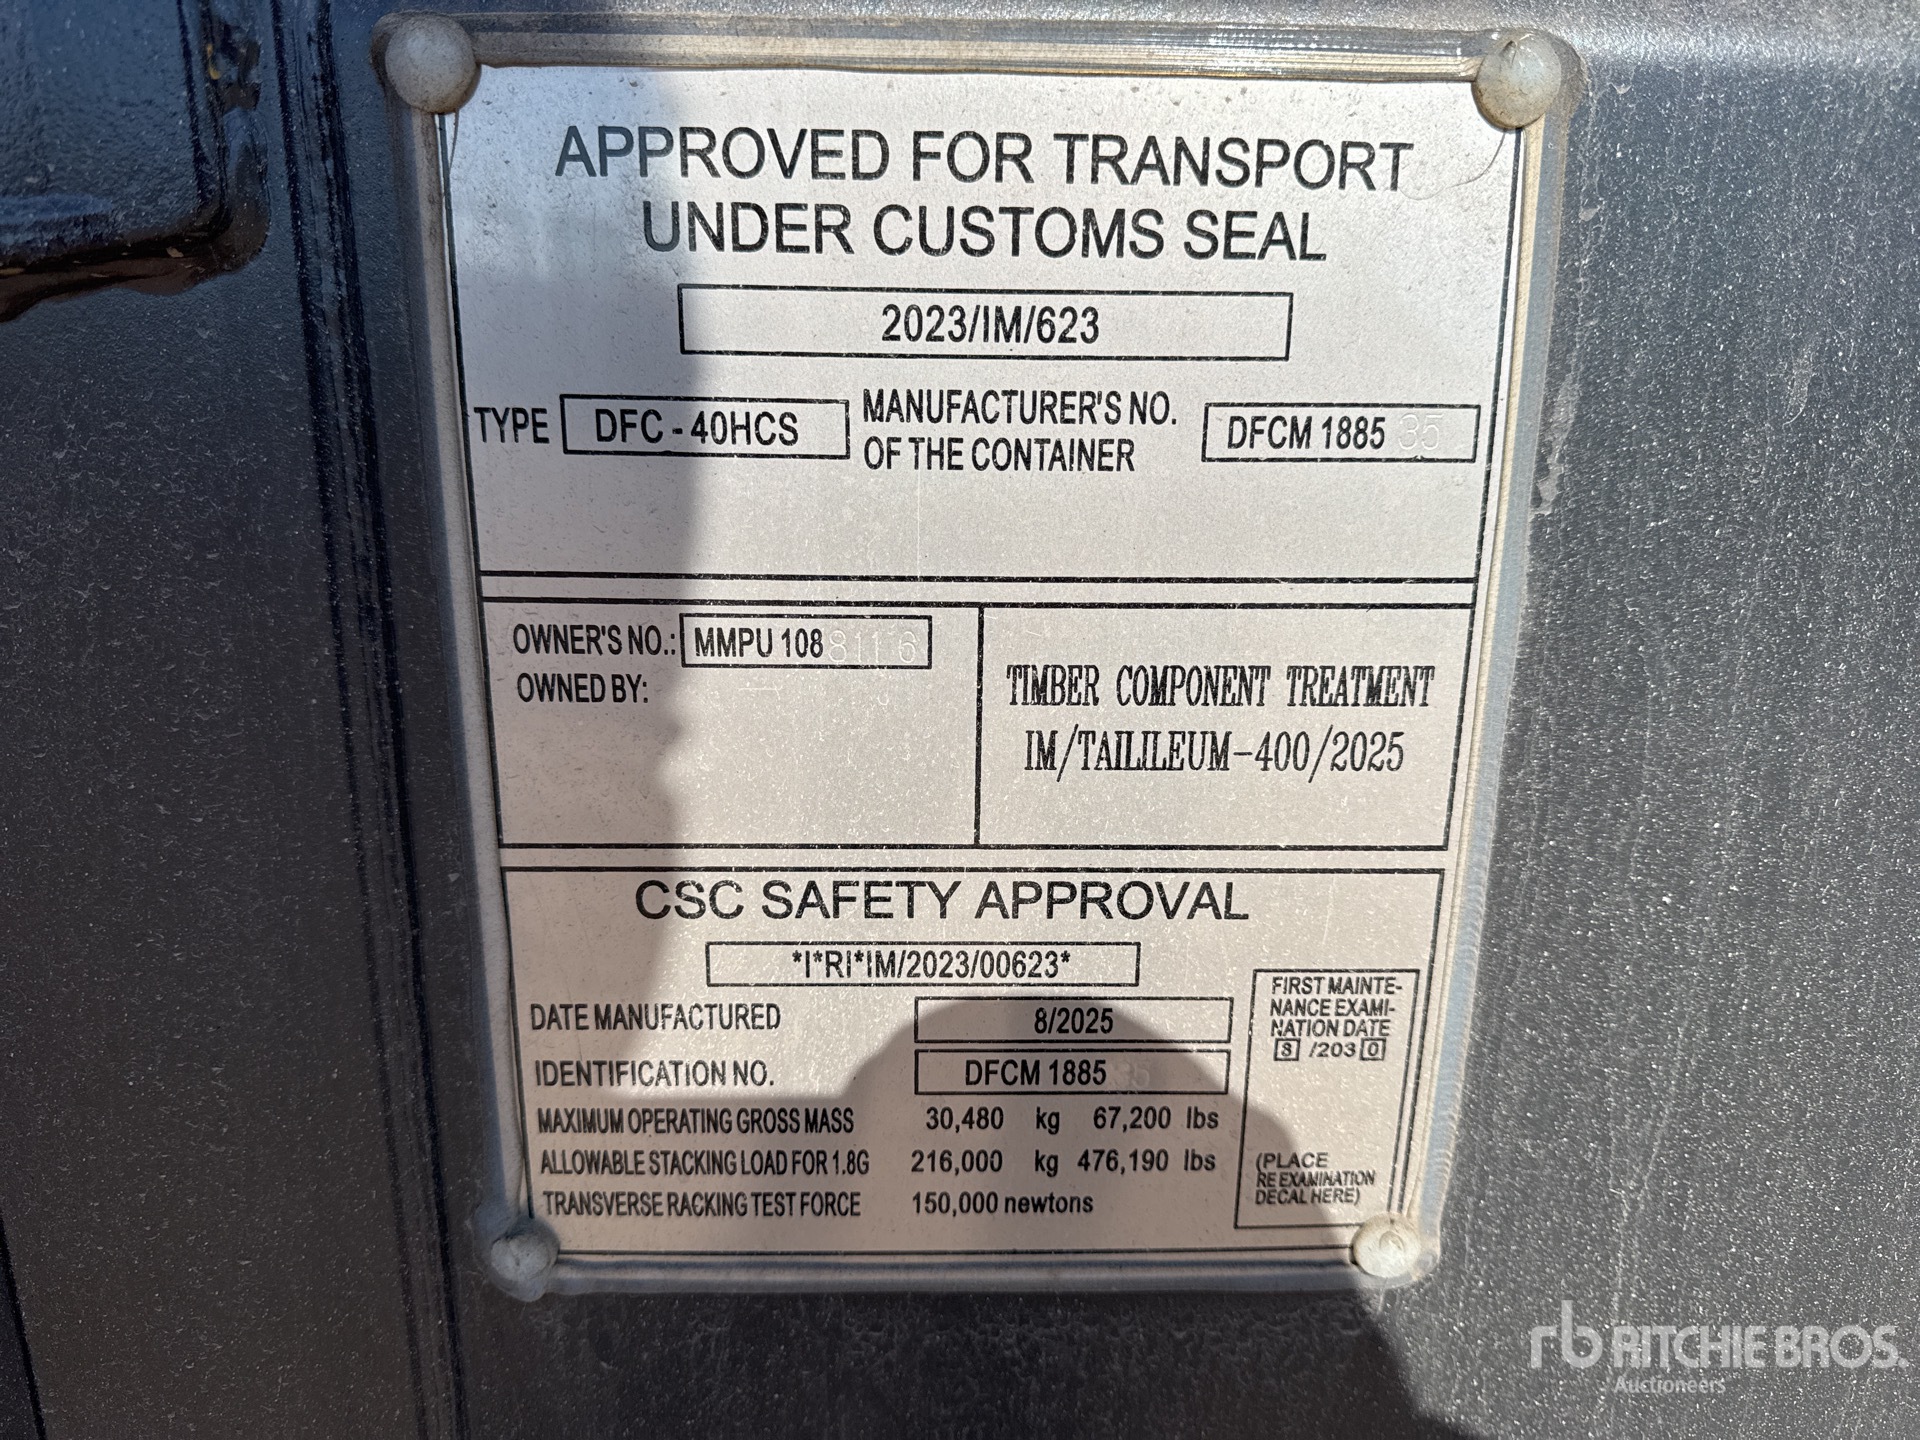 APPROVED FOR TRANSPORT
UNDER CUSTOMS SEAL
2023/IM/623
TYPE DFC - 40HCS
MANUFACTURER'S NO.
OF THE CONTAINER
DFCM 1885 35
OWNER'S NO.: MMPU 108 811 6
OWNED BY:
TIMBER COMPONENT TREATMENT
IM/TAILILEUM-400/2025
CSC SAFETY APPROVAL
*I*RI*IM/2023/00623*
DATE MANUFACTURED 8/2025
IDENTIFICATION NO. DFCM 1885 35
MAXIMUM OPERATING GROSS MASS 30,480 kg 67,200 lbs
ALLOWABLE STACKING LOAD FOR 1.8G 216,000 kg 476,190 lbs
TRANSVERSE RACKING TEST FORCE 150,000 newtons
FIRST MAINTE-
NANCE EXAMI-
NATION DATE
8 /203 0
(PLACE
RE EXAMINATION
DECAL HERE)
rb RITCHIE BROS.
Auctioneers